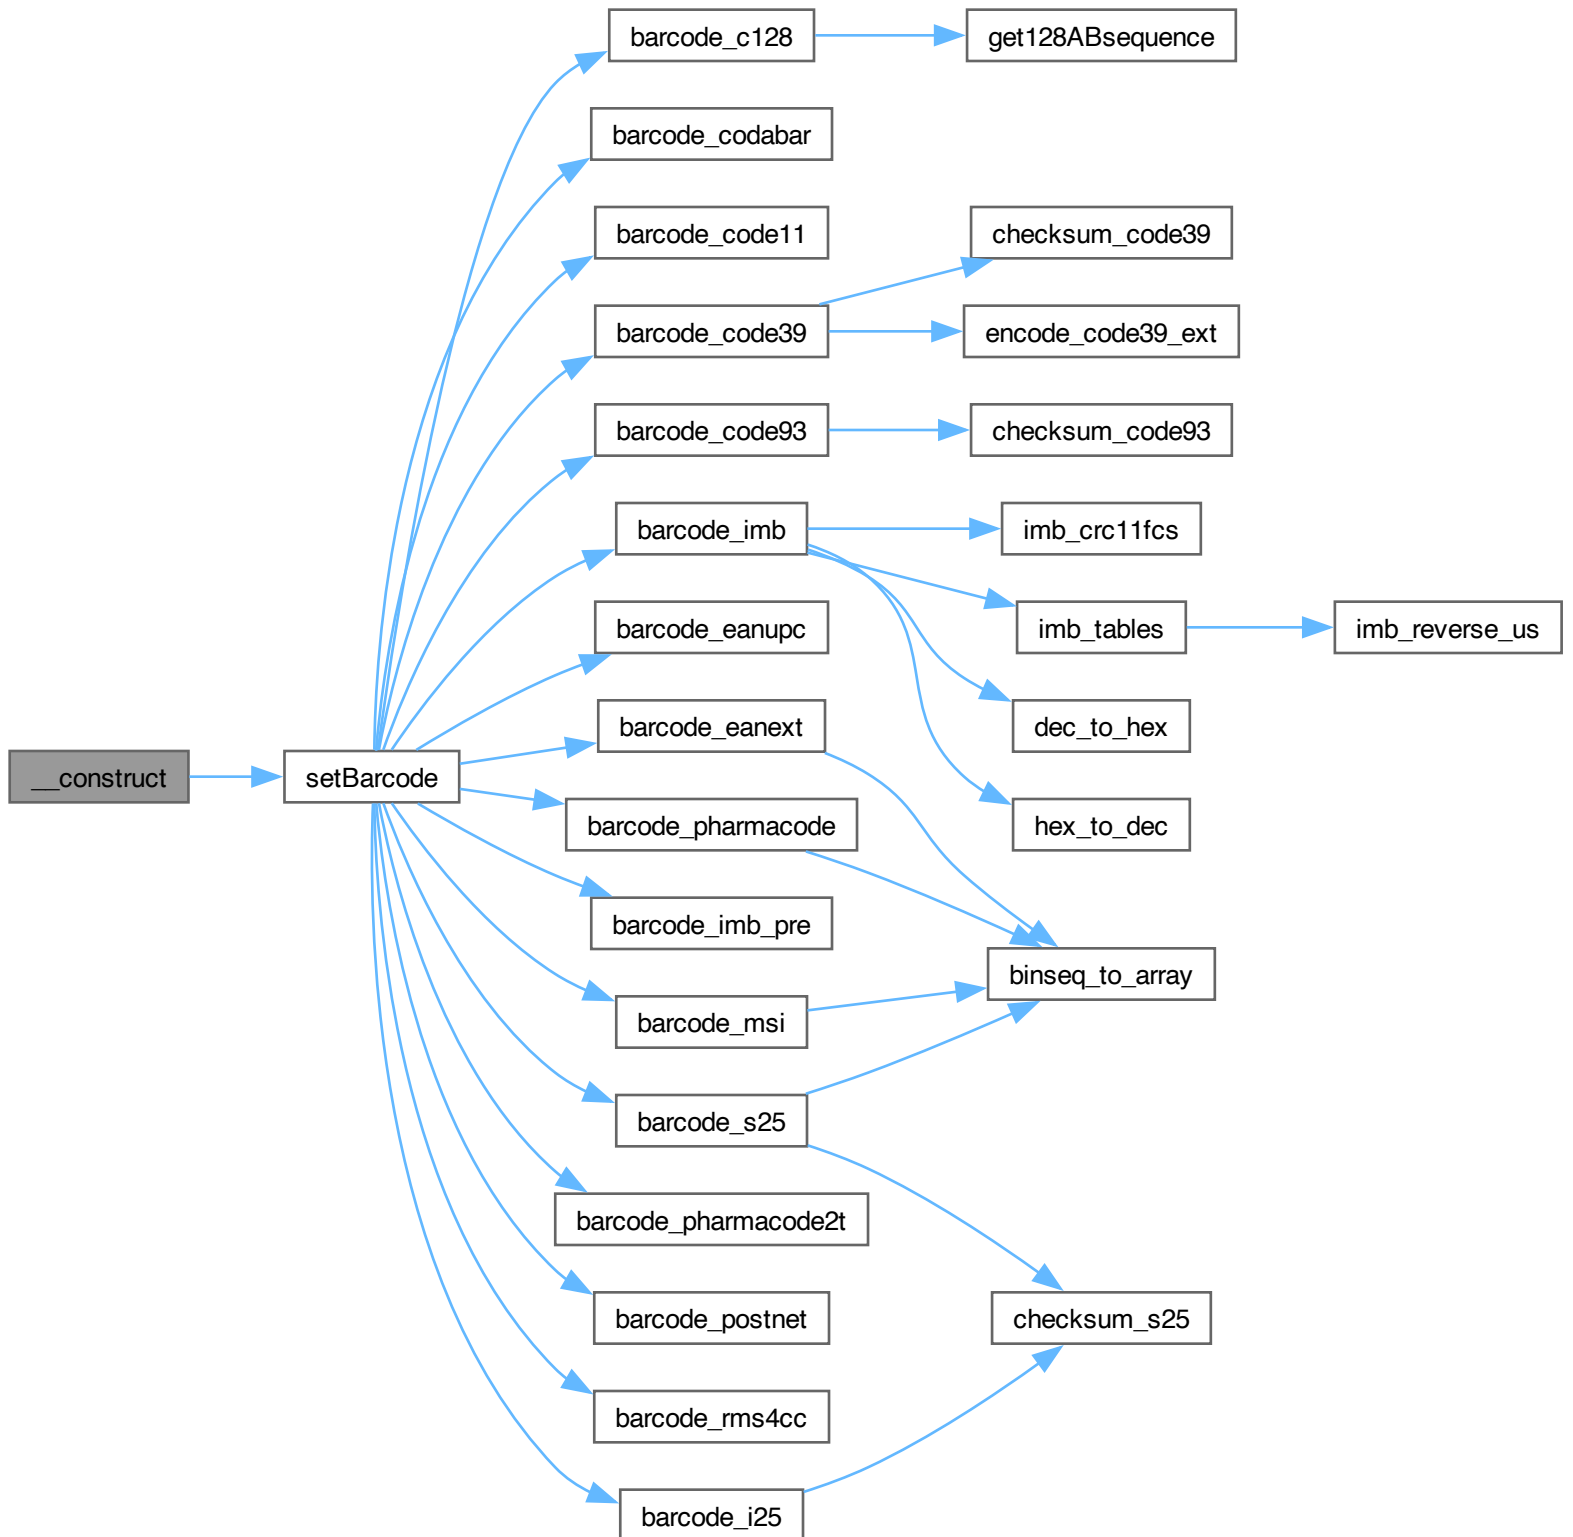 barcode_c128
get128ABsequence
barcode_codabar
barcode_code11
checksum_code39
barcode_code39
encode_code39_ext
barcode_code93
checksum_code93
barcode_imb
imb_crc11fcs
barcode_eanupc
imb_tables
imb_reverse_us
barcode_eanext
dec_to_hex
__construct
setBarcode
barcode_pharmacode
hex_to_dec
barcode_imb_pre
binseq_to_array
barcode_msi
barcode_s25
barcode_pharmacode2t
barcode_postnet
checksum_s25
barcode_rms4cc
barcode_i25